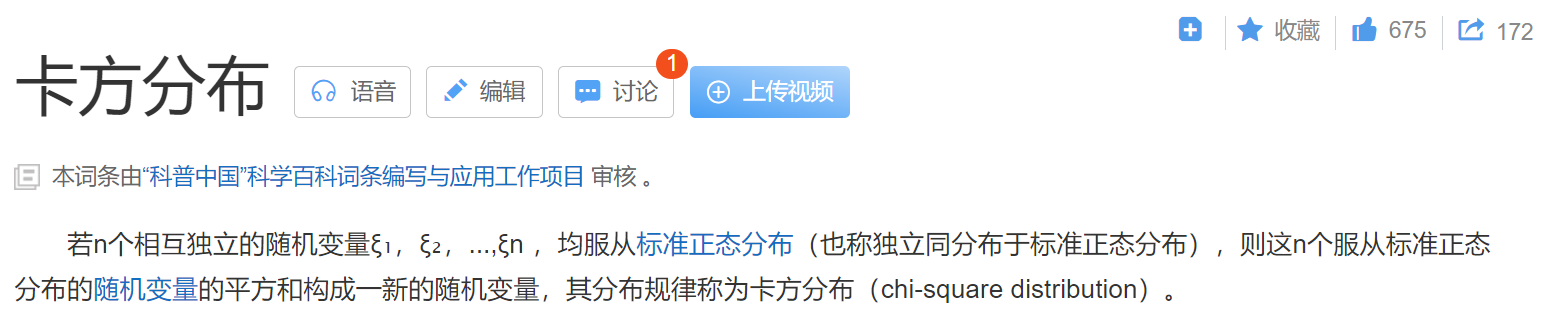 收藏 675 172
卡方分布 语音 编辑 讨论 1 上传视频
本词条由“科普中国”科学百科词条编写与应用工作项目 审核 。
若n个相互独立的随机变量ξ₁，ξ₂，...,ξn ，均服从标准正态分布（也称独立同分布于标准正态分布），则这n个服从标准正态
分布的随机变量的平方和构成一新的随机变量，其分布规律称为卡方分布（chi-square distribution）。